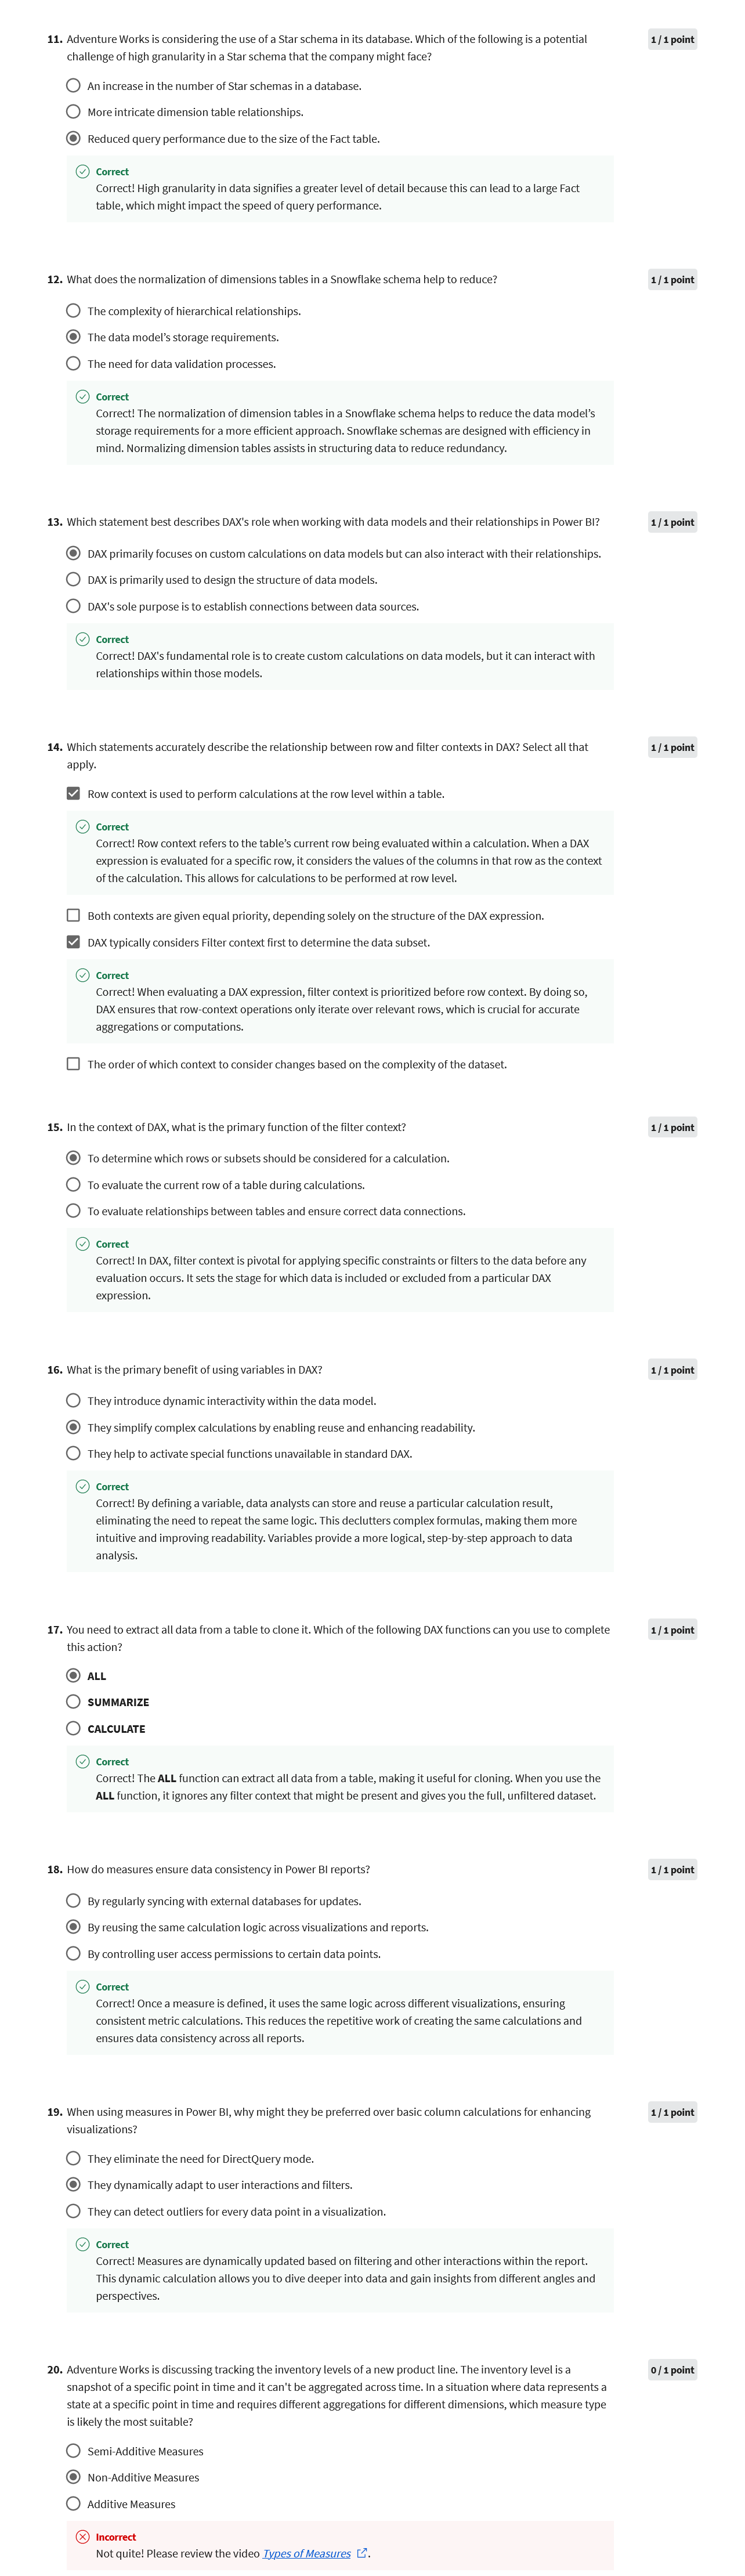 11. Adventure Works is considering the use of a Star schema in its database. Which of the following is a potential
challenge of high granularity in a Star schema that the company might face?
1 / 1 point
An increase in the number of Star schemas in a database.
More intricate dimension table relationships.
Reduced query performance due to the size of the Fact table.
Correct
Correct! High granularity in data signifies a greater level of detail because this can lead to a large Fact
table, which might impact the speed of query performance.
12. What does the normalization of dimensions tables in a Snowflake schema help to reduce?
1 / 1 point
The complexity of hierarchical relationships.
The data model’s storage requirements.
The need for data validation processes.
Correct
Correct! The normalization of dimension tables in a Snowflake schema helps to reduce the data model’s
storage requirements for a more efficient approach. Snowflake schemas are designed with efficiency in
mind. Normalizing dimension tables assists in structuring data to reduce redundancy.
13. Which statement best describes DAX's role when working with data models and their relationships in Power BI?
1 / 1 point
DAX primarily focuses on custom calculations on data models but can also interact with their relationships.
DAX is primarily used to design the structure of data models.
DAX's sole purpose is to establish connections between data sources.
Correct
Correct! DAX's fundamental role is to create custom calculations on data models, but it can interact with
relationships within those models.
14. Which statements accurately describe the relationship between row and filter contexts in DAX? Select all that
apply.
1 / 1 point
Row context is used to perform calculations at the row level within a table.
Correct
Correct! Row context refers to the table’s current row being evaluated within a calculation. When a DAX
expression is evaluated for a specific row, it considers the values of the columns in that row as the context
of the calculation. This allows for calculations to be performed at row level.
Both contexts are given equal priority, depending solely on the structure of the DAX expression.
DAX typically considers Filter context first to determine the data subset.
Correct
Correct! When evaluating a DAX expression, filter context is prioritized before row context. By doing so,
DAX ensures that row-context operations only iterate over relevant rows, which is crucial for accurate
aggregations or computations.
The order of which context to consider changes based on the complexity of the dataset.
15. In the context of DAX, what is the primary function of the filter context?
1 / 1 point
To determine which rows or subsets should be considered for a calculation.
To evaluate the current row of a table during calculations.
To evaluate relationships between tables and ensure correct data connections.
Correct
Correct! In DAX, filter context is pivotal for applying specific constraints or filters to the data before any
evaluation occurs. It sets the stage for which data is included or excluded from a particular DAX
expression.
16. What is the primary benefit of using variables in DAX?
1 / 1 point
They introduce dynamic interactivity within the data model.
They simplify complex calculations by enabling reuse and enhancing readability.
They help to activate special functions unavailable in standard DAX.
Correct
Correct! By defining a variable, data analysts can store and reuse a particular calculation result,
eliminating the need to repeat the same logic. This declutters complex formulas, making them more
intuitive and improving readability. Variables provide a more logical, step-by-step approach to data
analysis.
17. You need to extract all data from a table to clone it. Which of the following DAX functions can you use to complete
this action?
1 / 1 point
ALL
SUMMARIZE
CALCULATE
Correct
Correct! The ALL function can extract all data from a table, making it useful for cloning. When you use the
ALL function, it ignores any filter context that might be present and gives you the full, unfiltered dataset.
18. How do measures ensure data consistency in Power BI reports?
1 / 1 point
By regularly syncing with external databases for updates.
By reusing the same calculation logic across visualizations and reports.
By controlling user access permissions to certain data points.
Correct
Correct! Once a measure is defined, it uses the same logic across different visualizations, ensuring
consistent metric calculations. This reduces the repetitive work of creating the same calculations and
ensures data consistency across all reports.
19. When using measures in Power BI, why might they be preferred over basic column calculations for enhancing
visualizations?
1 / 1 point
They eliminate the need for DirectQuery mode.
They dynamically adapt to user interactions and filters.
They can detect outliers for every data point in a visualization.
Correct
Correct! Measures are dynamically updated based on filtering and other interactions within the report.
This dynamic calculation allows you to dive deeper into data and gain insights from different angles and
perspectives.
20. Adventure Works is discussing tracking the inventory levels of a new product line. The inventory level is a
snapshot of a specific point in time and it can't be aggregated across time. In a situation where data represents a
state at a specific point in time and requires different aggregations for different dimensions, which measure type
is likely the most suitable?
0 / 1 point
Semi-Additive Measures
Non-Additive Measures
Additive Measures
Incorrect
Not quite! Please review the video Types of Measures.